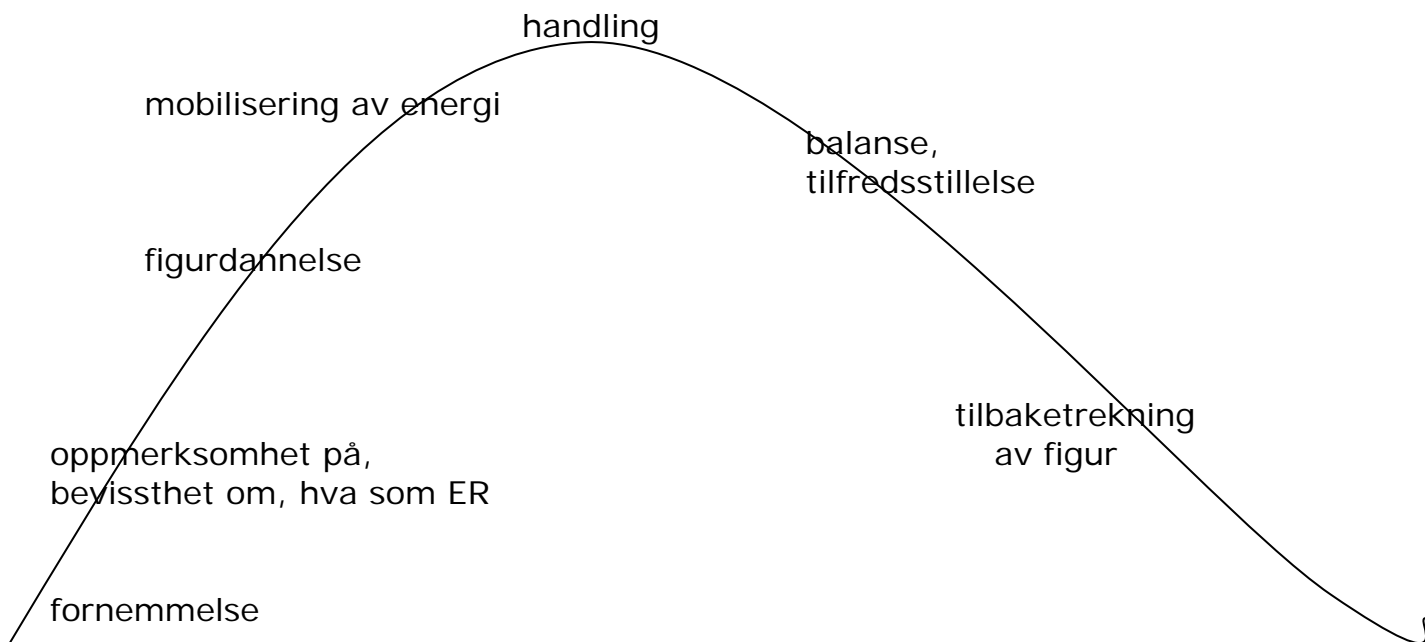 handling
mobilisering av energi
balanse,
tilfredsstillelse
figurdannelse
tilbaketrekning
av figur
oppmerksomhet på,
bevissthet om, hva som ER
fornemmelse